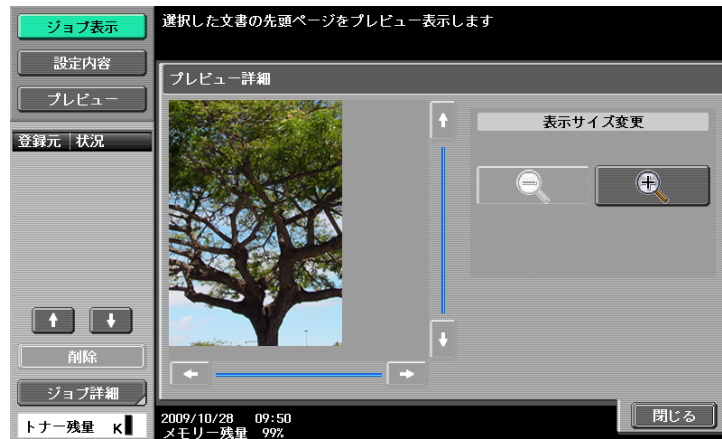 ジョブ表示
選択した文書の先頭ページをプレビュー表示します
設定内容
プレビュー
プレビュー詳細
登録元 状況
表示サイズ変更
削除
ジョブ詳細
トナー残量 K
2009/10/28 09:50
メモリー残量 99%
閉じる